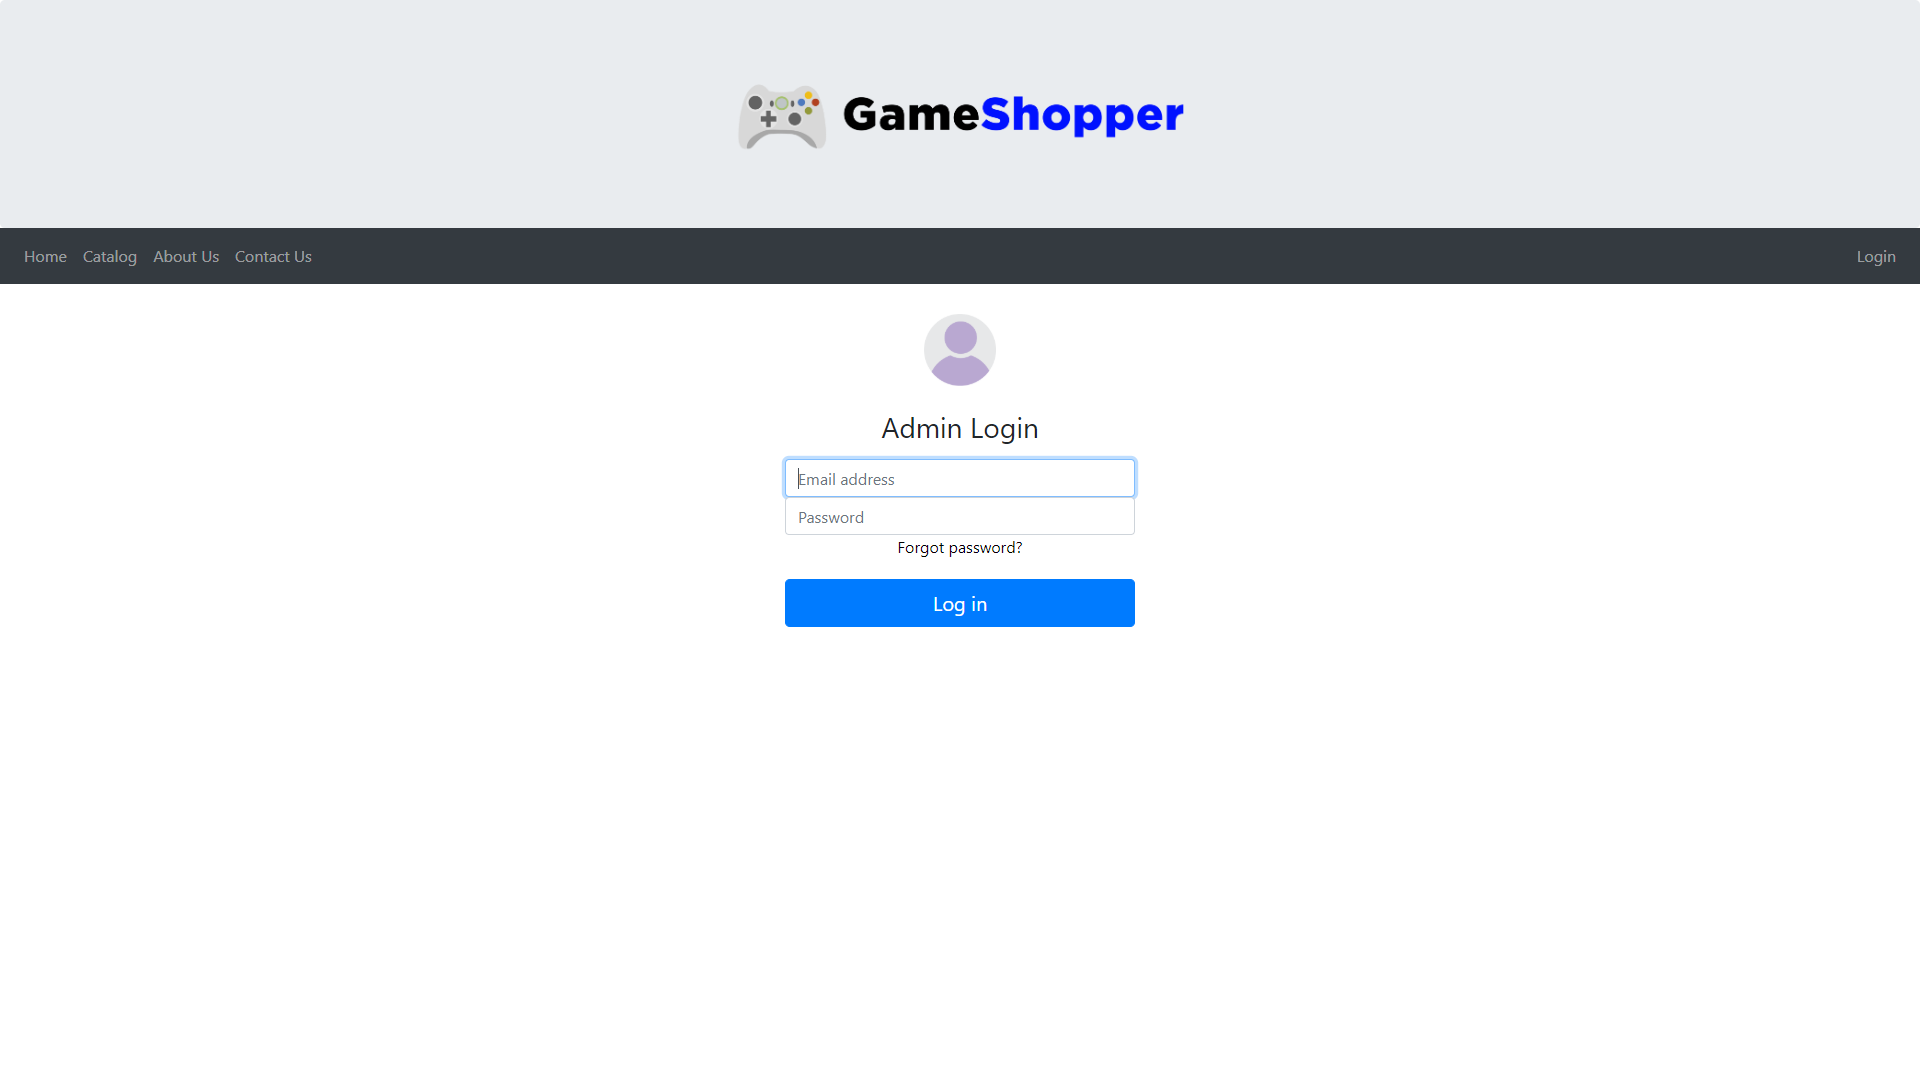 GameShopper
Home Catalog About Us Contact Us Login
Admin Login
Email address
Password
Forgot password?
Log in